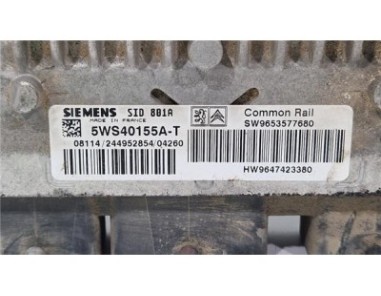 SIEMENS SID 801A
MADE IN FRANCE
5WS40155A-T
08114/244952854/04260
Common Rail
SW9653577680
HW9647423380